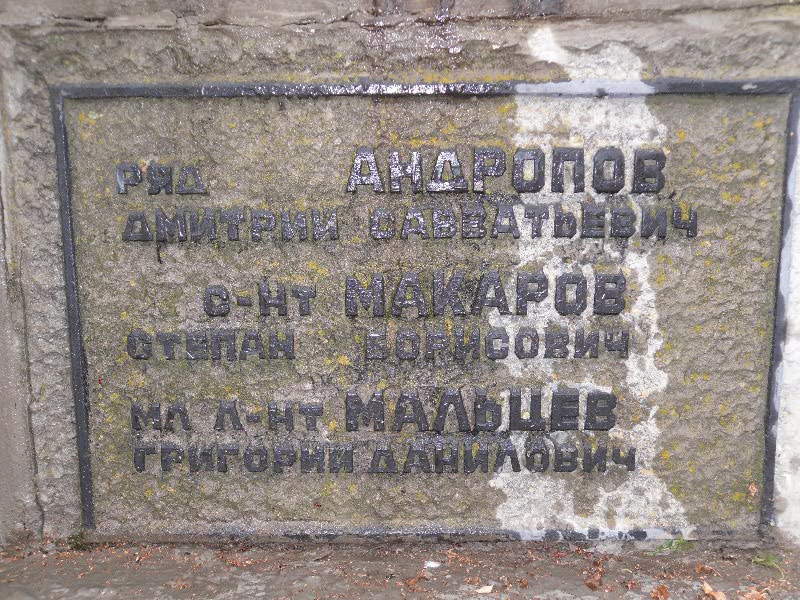 РЯД АНДРОПОВ
ДМИТРИЙ САВВАТЬЕВИЧ
С-НТ МАКАРОВ
СТЕПАН БОРИСОВИЧ
МЛ Л-НТ МАЛЬЦЕВ
ГРИГОРИЙ ДАНИЛОВИЧ